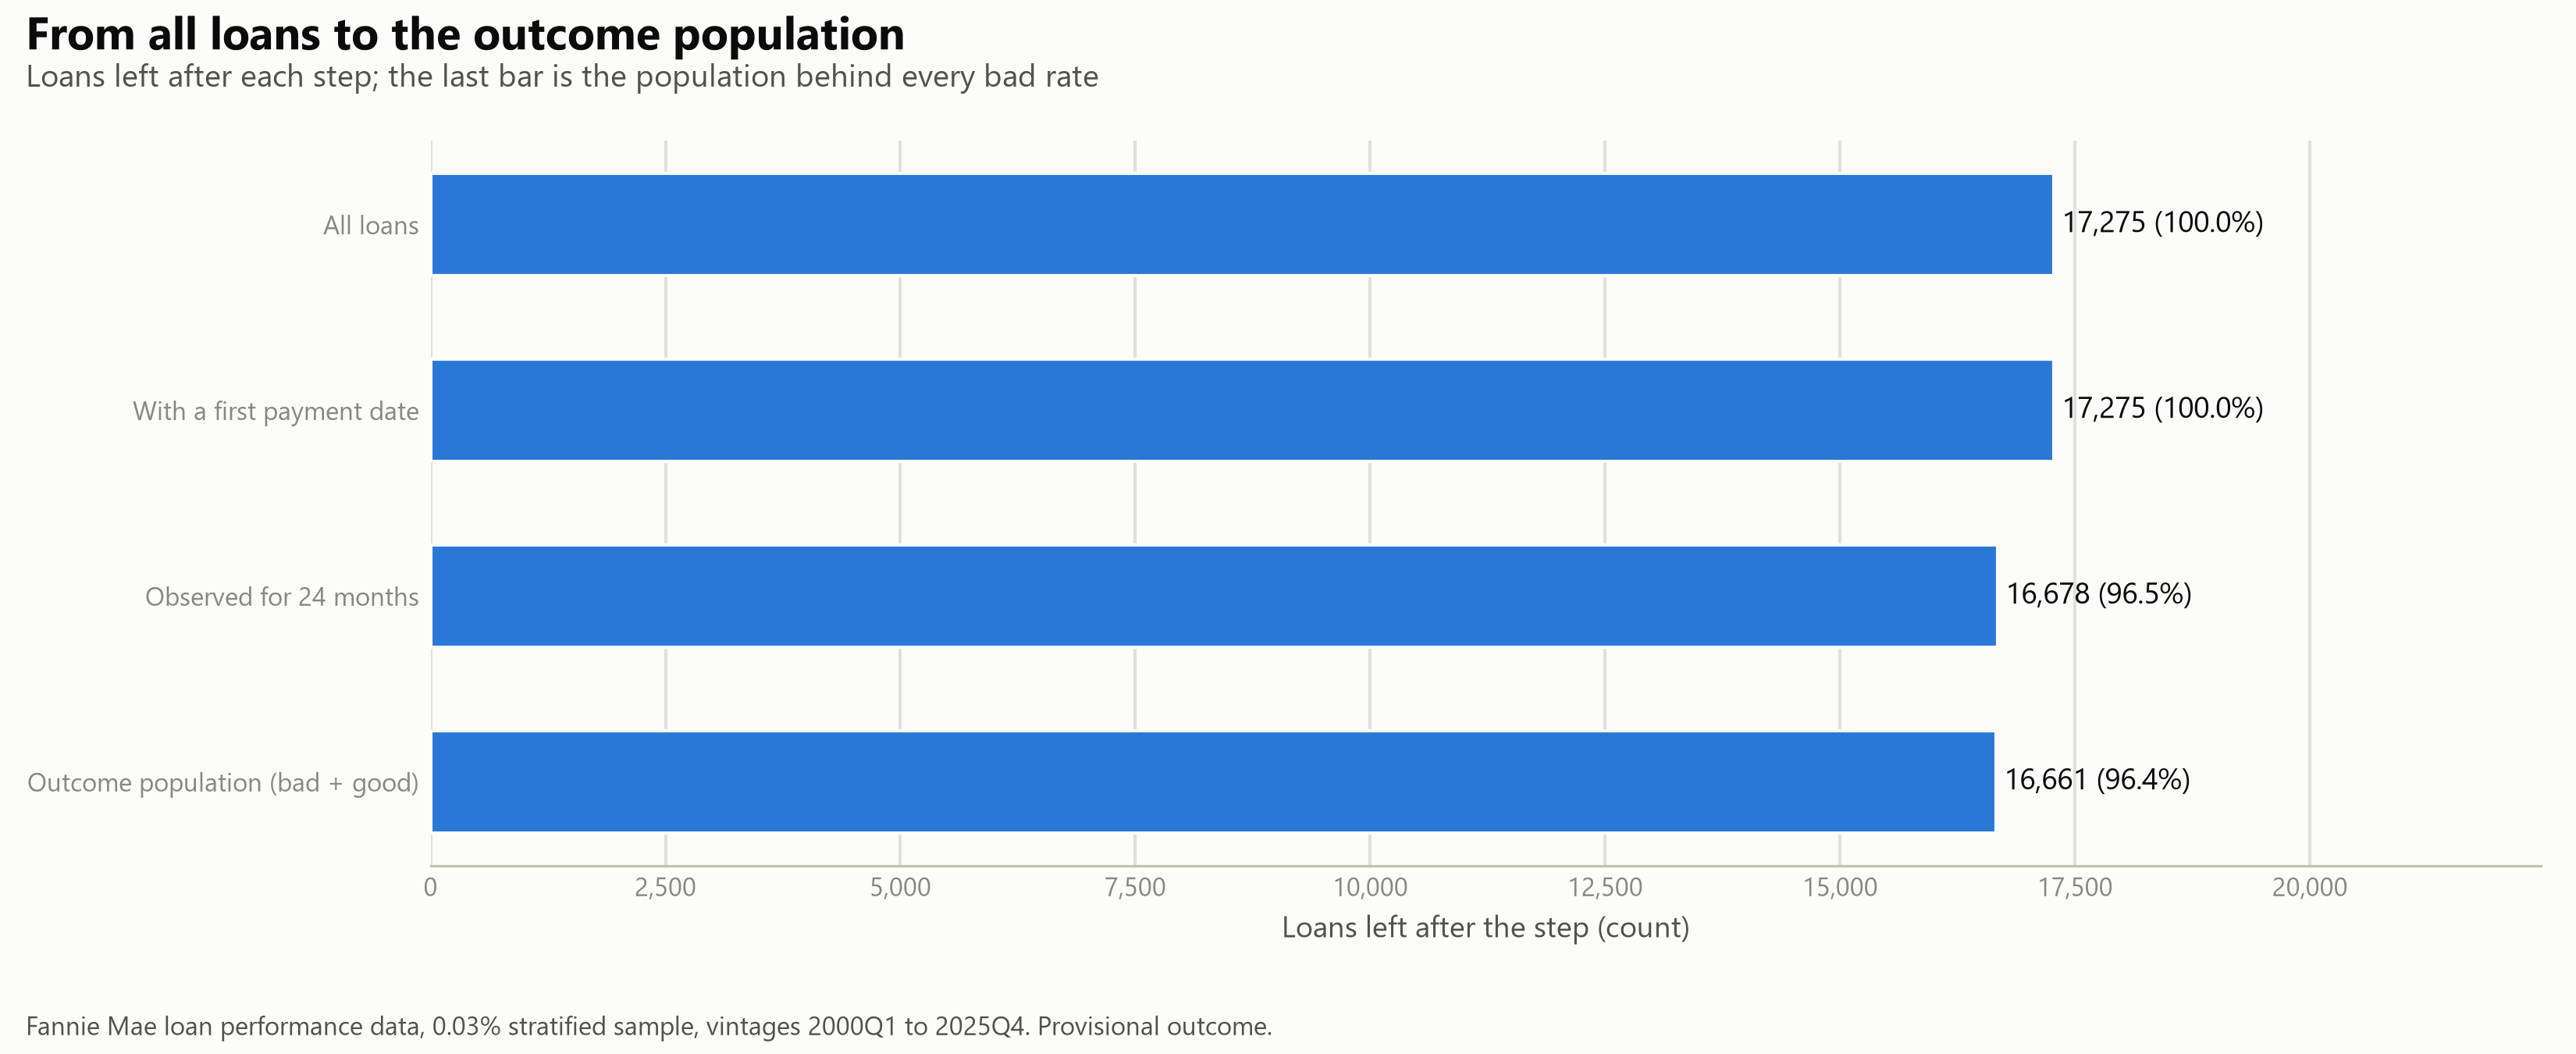 From all loans to the outcome population
Loans left after each step; the last bar is the population behind every bad rate
All loans
17,275 (100.0%)
With a first payment date
17,275 (100.0%)
Observed for 24 months
16,678 (96.5%)
Outcome population (bad + good)
16,661 (96.4%)
0 2,500 5,000 7,500 10,000 12,500 15,000 17,500 20,000
Loans left after the step (count)
Fannie Mae loan performance data, 0.03% stratified sample, vintages 2000Q1 to 2025Q4. Provisional outcome.